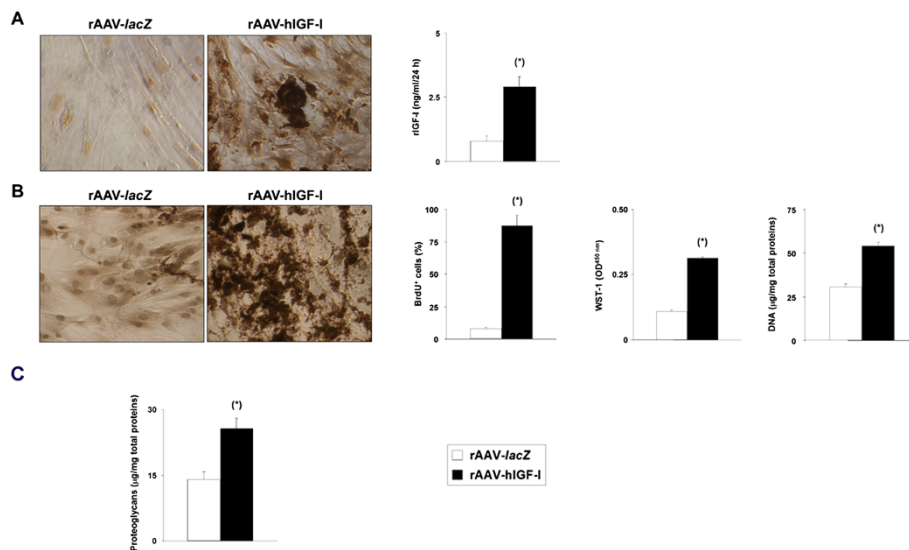 A
rAAV-lacZ
rAAV-hIGF-I
rIGF-I (ng/ml/24 h)
5
2.5
0
(*)
B
rAAV-lacZ
rAAV-hIGF-I
BrdU⁺ cells (%)
100
75
50
25
0
(*)
WST-1 (OD⁴⁵⁰ ⁿᵐ)
0.50
0.25
0
(*)
DNA (µg/mg total proteins)
75
50
25
0
(*)
C
Proteoglycans (µg/mg total proteins)
30
15
0
(*)
rAAV-lacZ
rAAV-hIGF-I